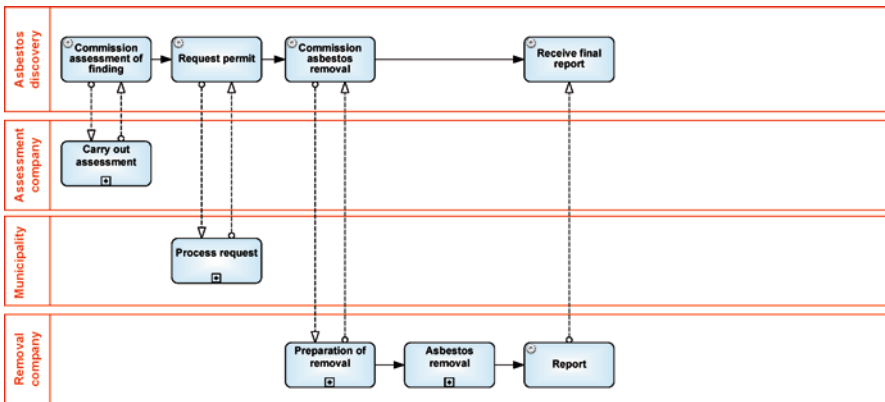 Asbestos
discovery
Commission
assessment of
finding
Request permit
Commission
asbestos
removal
Receive final
report
Assessment
company
Carry out
assessment
Municipality
Process request
Removal
company
Preparation of
removal
Asbestos
removal
Report